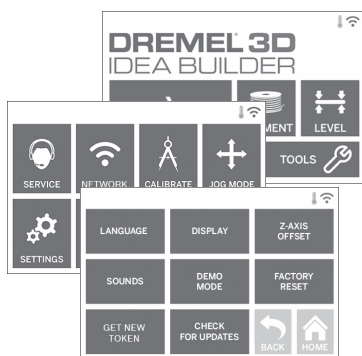 DREMEL 3D
IDEA BUILDER
LEVEL
TOOLS
SERVICE
NETWORK
CALIBRATE
JOG MODE
SETTINGS
LANGUAGE
DISPLAY
Z-AXIS
OFFSET
SOUNDS
DEMO
MODE
FACTORY
RESET
GET NEW
TOKEN
CHECK
FOR UPDATES
BACK
HOME